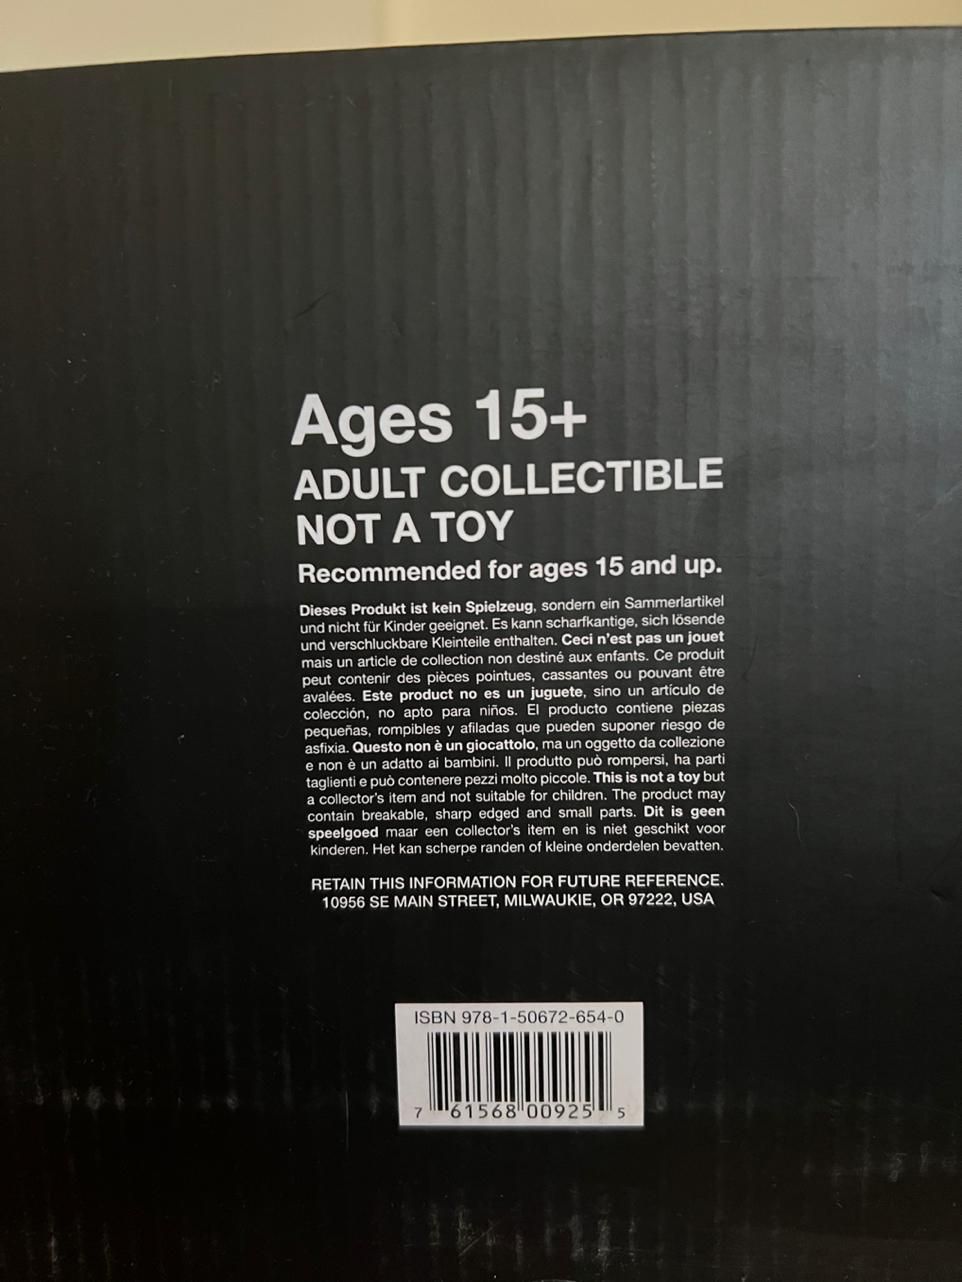 Ages 15+
ADULT COLLECTIBLE
NOT A TOY
Recommended for ages 15 and up.
Dieses Produkt ist kein Spielzeug, sondern ein Sammerlartikel
und nicht für Kinder geeignet. Es kann scharfkantige, sich lösende
und verschluckbare Kleinteile enthalten. Ceci n'est pas un jouet
mais un article de collection non destiné aux enfants. Ce produit
peut contenir des pièces pointues, cassantes ou pouvant être
avalées. Este product no es un juguete, sino un artículo de
colección, no apto para niños. El producto contiene piezas
pequeñas, rompibles y afiladas que pueden suponer riesgo de
asfixia. Questo non è un giocattolo, ma un oggetto da collezione
e non è un adatto ai bambini. Il produtto può rompersi, ha parti
taglienti e può contenere pezzi molto piccole. This is not a toy but
a collector's item and not suitable for children. The product may
contain breakable, sharp edged and small parts. Dit is geen
speelgoed maar een collector's item en is niet geschikt voor
kinderen. Het kan scherpe randen of kleine onderdelen bevatten.
RETAIN THIS INFORMATION FOR FUTURE REFERENCE.
10956 SE MAIN STREET, MILWAUKIE, OR 97222, USA
ISBN 978-1-50672-654-0
7 61568 00925 5